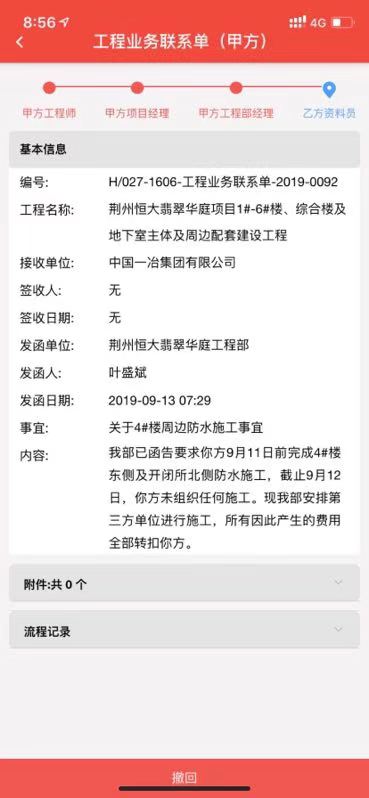 8:56 4G
工程业务联系单（甲方）
甲方工程师 甲方项目经理 甲方工程部经理 乙方资料员
基本信息
编号: H/027-1606-工程业务联系单-2019-0092
工程名称: 荆州恒大翡翠华庭项目1#-6#楼、综合楼及
地下室主体及周边配套建设工程
接收单位: 中国一冶集团有限公司
签收人: 无
签收日期: 无
发函单位: 荆州恒大翡翠华庭工程部
发函人: 叶盛斌
发函日期: 2019-09-13 07:29
事宜: 关于4#楼周边防水施工事宜
内容: 我部已函告要求你方9月11日前完成4#楼
东侧及开闭所北侧防水施工，截止9月12
日，你方未组织任何施工。现我部安排第
三方单位进行施工，所有因此产生的费用
全部转扣你方。
附件:共 0 个
流程记录
撤回